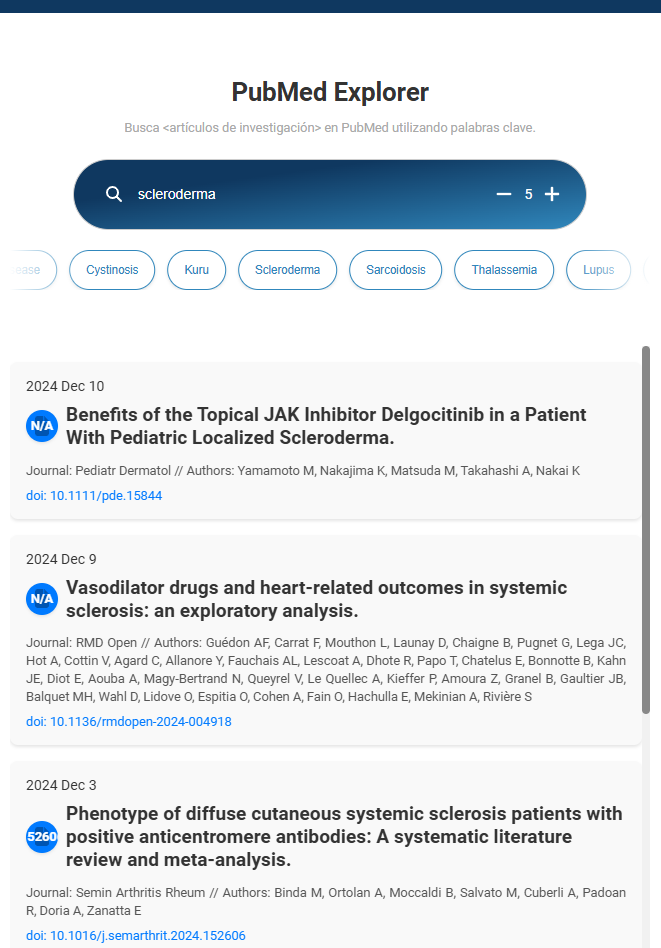 PubMed Explorer
Busca <artículos de investigación> en PubMed utilizando palabras clave.
scleroderma
5
ease
Cystinosis
Kuru
Scleroderma
Sarcoidosis
Thalassemia
Lupus
2024 Dec 10
N/A
Benefits of the Topical JAK Inhibitor Delgocitinib in a Patient
With Pediatric Localized Scleroderma.
Journal: Pediatr Dermatol // Authors: Yamamoto M, Nakajima K, Matsuda M, Takahashi A, Nakai K
doi: 10.1111/pde.15844
2024 Dec 9
N/A
Vasodilator drugs and heart-related outcomes in systemic
sclerosis: an exploratory analysis.
Journal: RMD Open // Authors: Guédon AF, Carrat F, Mouthon L, Launay D, Chaigne B, Pugnet G, Lega JC,
Hot A, Cottin V, Agard C, Allanore Y, Fauchais AL, Lescoat A, Dhote R, Papo T, Chatelus E, Bonnotte B, Kahn
JE, Diot E, Aouba A, Magy-Bertrand N, Queyrel V, Le Quellec A, Kieffer P, Amoura Z, Granel B, Gaultier JB,
Balquet MH, Wahl D, Lidove O, Espitia O, Cohen A, Fain O, Hachulla E, Mekinian A, Rivière S
doi: 10.1136/rmdopen-2024-004918
2024 Dec 3
5260
Phenotype of diffuse cutaneous systemic sclerosis patients with
positive anticentromere antibodies: A systematic literature
review and meta-analysis.
Journal: Semin Arthritis Rheum // Authors: Binda M, Ortolan A, Moccaldi B, Salvato M, Cuberli A, Padoan
R, Doria A, Zanatta E
doi: 10.1016/j.semarthrit.2024.152606